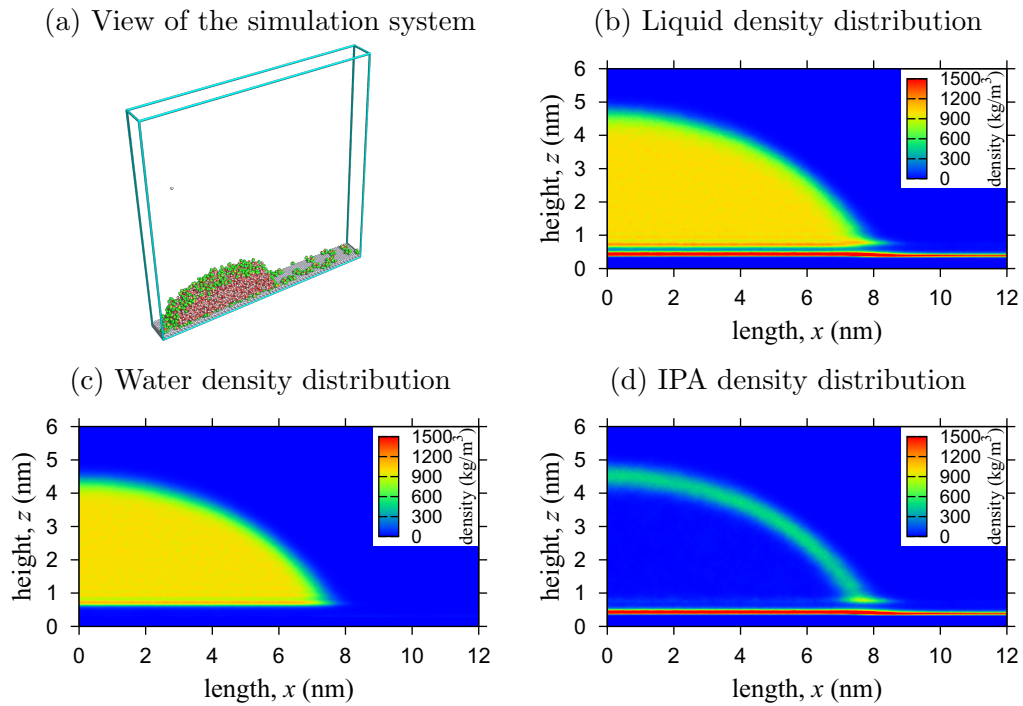 (a) View of the simulation system
(b) Liquid density distribution
6
5
4
3
2
1
0
height, z (nm)
0 2 4 6 8 10 12
length, x (nm)
1500
1200
900
600
300
0
density (kg/m³)
(c) Water density distribution
6
5
4
3
2
1
0
height, z (nm)
0 2 4 6 8 10 12
length, x (nm)
1500
1200
900
600
300
0
density (kg/m³)
(d) IPA density distribution
6
5
4
3
2
1
0
height, z (nm)
0 2 4 6 8 10 12
length, x (nm)
1500
1200
900
600
300
0
density (kg/m³)